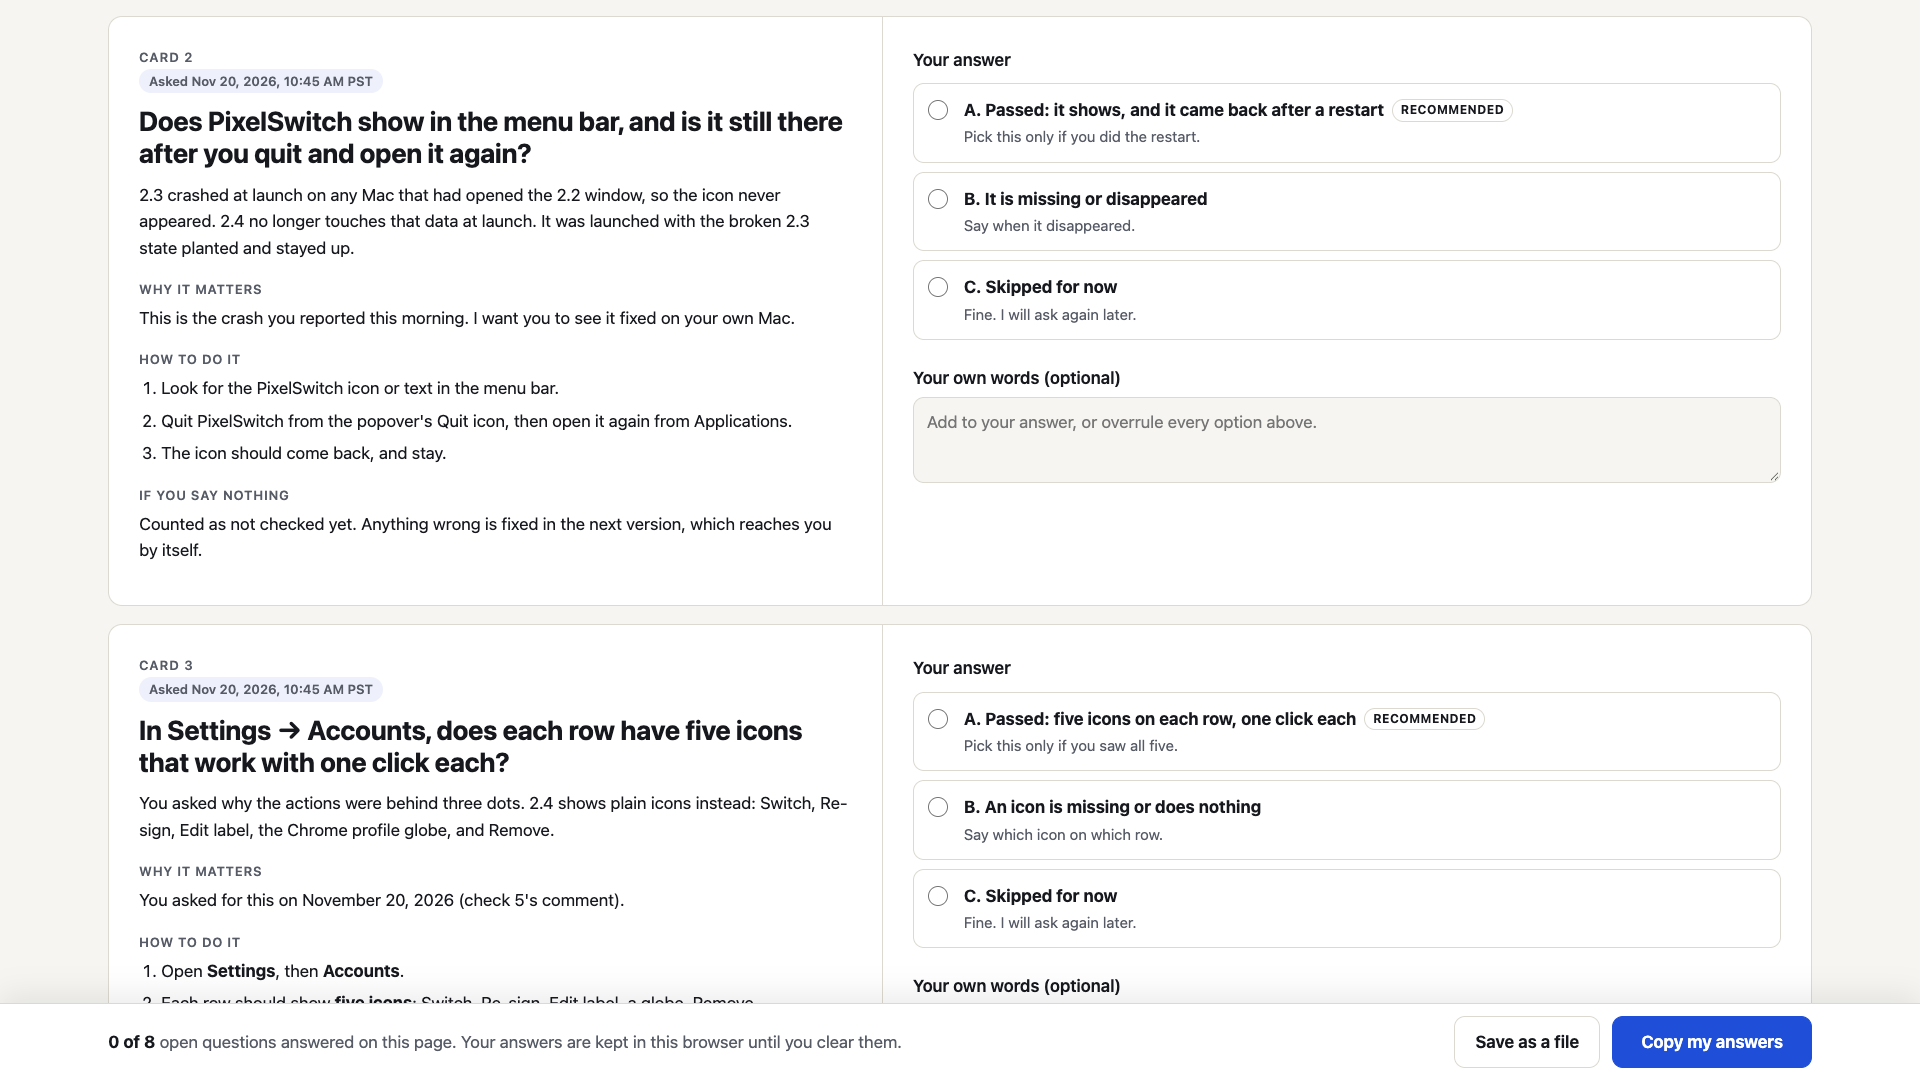 CARD 2
Asked Nov 20, 2026, 10:45 AM PST
Does PixelSwitch show in the menu bar, and is it still there
after you quit and open it again?
2.3 crashed at launch on any Mac that had opened the 2.2 window, so the icon never
appeared. 2.4 no longer touches that data at launch. It was launched with the broken 2.3
state planted and stayed up.
WHY IT MATTERS
This is the crash you reported this morning. I want you to see it fixed on your own Mac.
HOW TO DO IT
1. Look for the PixelSwitch icon or text in the menu bar.
2. Quit PixelSwitch from the popover's Quit icon, then open it again from Applications.
3. The icon should come back, and stay.
IF YOU SAY NOTHING
Counted as not checked yet. Anything wrong is fixed in the next version, which reaches you
by itself.
Your answer
A. Passed: it shows, and it came back after a restart RECOMMENDED
Pick this only if you did the restart.
B. It is missing or disappeared
Say when it disappeared.
C. Skipped for now
Fine. I will ask again later.
Your own words (optional)
Add to your answer, or overrule every option above.
CARD 3
Asked Nov 20, 2026, 10:45 AM PST
In Settings → Accounts, does each row have five icons
that work with one click each?
You asked why the actions were behind three dots. 2.4 shows plain icons instead: Switch, Re-
sign, Edit label, the Chrome profile globe, and Remove.
WHY IT MATTERS
You asked for this on November 20, 2026 (check 5's comment).
HOW TO DO IT
1. Open Settings, then Accounts.
2. Each row should show five icons: Switch, Re-sign, Edit label, a globe, Remove.
Your answer
A. Passed: five icons on each row, one click each RECOMMENDED
Pick this only if you saw all five.
B. An icon is missing or does nothing
Say which icon on which row.
C. Skipped for now
Fine. I will ask again later.
Your own words (optional)
0 of 8 open questions answered on this page. Your answers are kept in this browser until you clear them.
Save as a file
Copy my answers